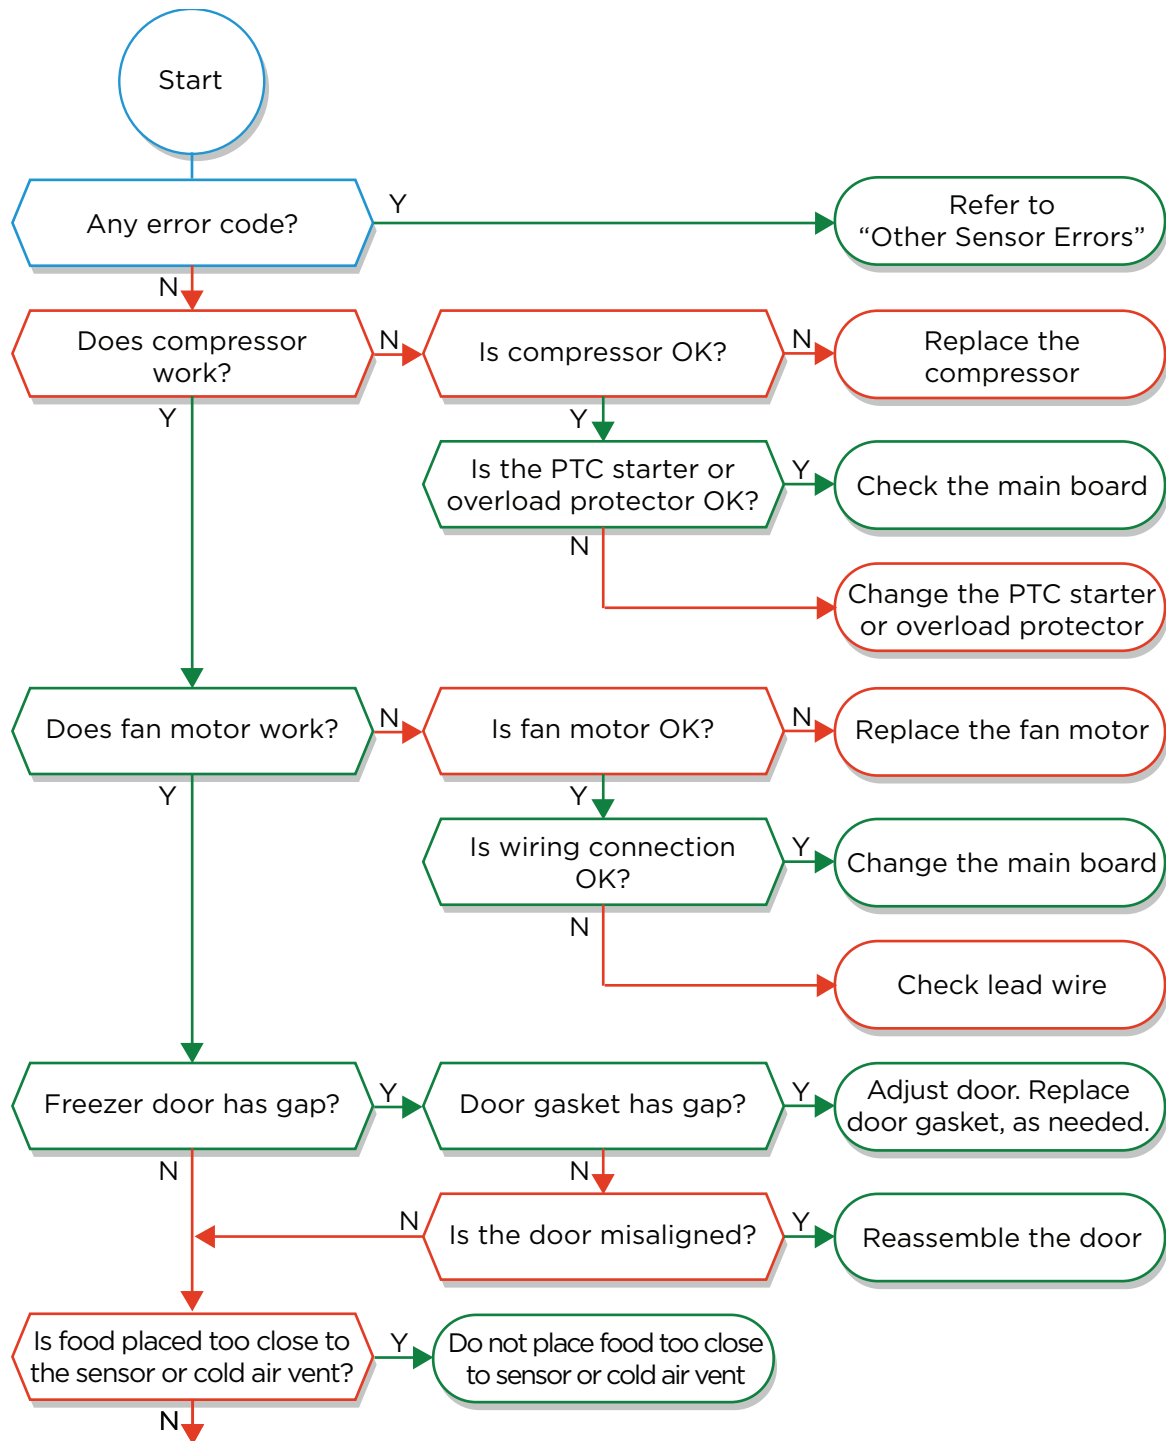 Start
Any error code?
Y
Refer to
“Other Sensor Errors”
N
Does compressor
work?
N
Is compressor OK?
N
Replace the
compressor
Y
Y
Is the PTC starter or
overload protector OK?
Y
Check the main board
N
Change the PTC starter
or overload protector
Does fan motor work?
N
Is fan motor OK?
N
Replace the fan motor
Y
Y
Is wiring connection
OK?
Y
Change the main board
N
Check lead wire
Freezer door has gap?
Y
Door gasket has gap?
Y
Adjust door. Replace
door gasket, as needed.
N
N
N
Is the door misaligned?
Y
Reassemble the door
Is food placed too close to
the sensor or cold air vent?
Y
Do not place food too close
to sensor or cold air vent
N